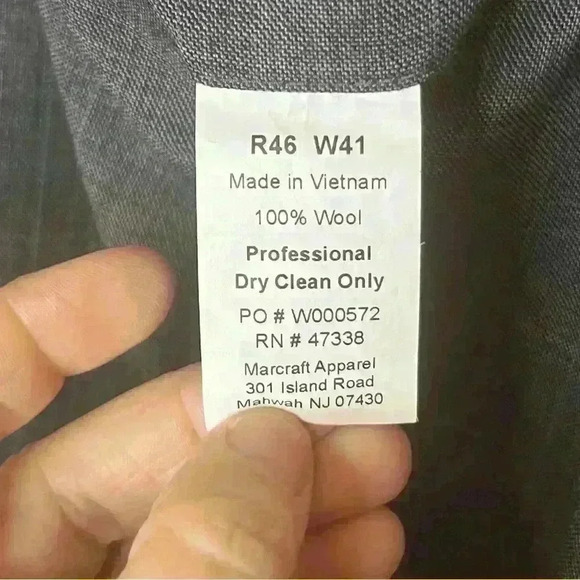 R46 W41
Made in Vietnam
100% Wool
Professional
Dry Clean Only
PO # W000572
RN # 47338
Marcraft Apparel
301 Island Road
Mahwah NJ 07430